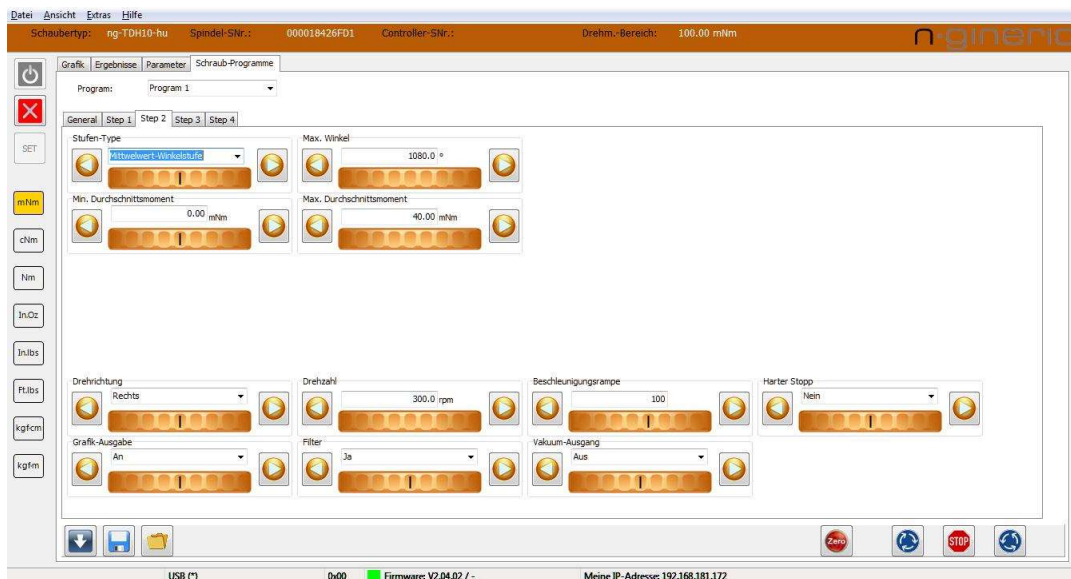 Datei Ansicht Extras Hilfe
Schaubertyp: ng-TDH10-hu Spindel-SNr.: 000018426FD1 Controller-SNr.: Drehm.-Bereich: 100.00 mNm n-gineric
Grafik Ergebnisse Parameter Schraub-Programme
Program: Program 1
General Step 1 Step 2 Step 3 Step 4
SET
Stufen-Type Max. Winkel
Mittwelwert-Winkelstufe 1080.0 °
mNm
Min. Durchschnittsmoment Max. Durchschnittsmoment
0.00 mNm 40.00 mNm
cNm
Nm
In.Oz
In.lbs
Ft.lbs
Drehrichtung Drehzahl Beschleunigungsrampe Harter Stopp
Rechts 300.0 rpm 100 Nein
kgfcm
Grafik-Ausgabe Filter Vakuum-Ausgang
An Ja Aus
kgfm
Zero STOP
USB (*) 0x00 Firmware: V2.04.02 / - Meine IP-Adresse: 192.168.181.172